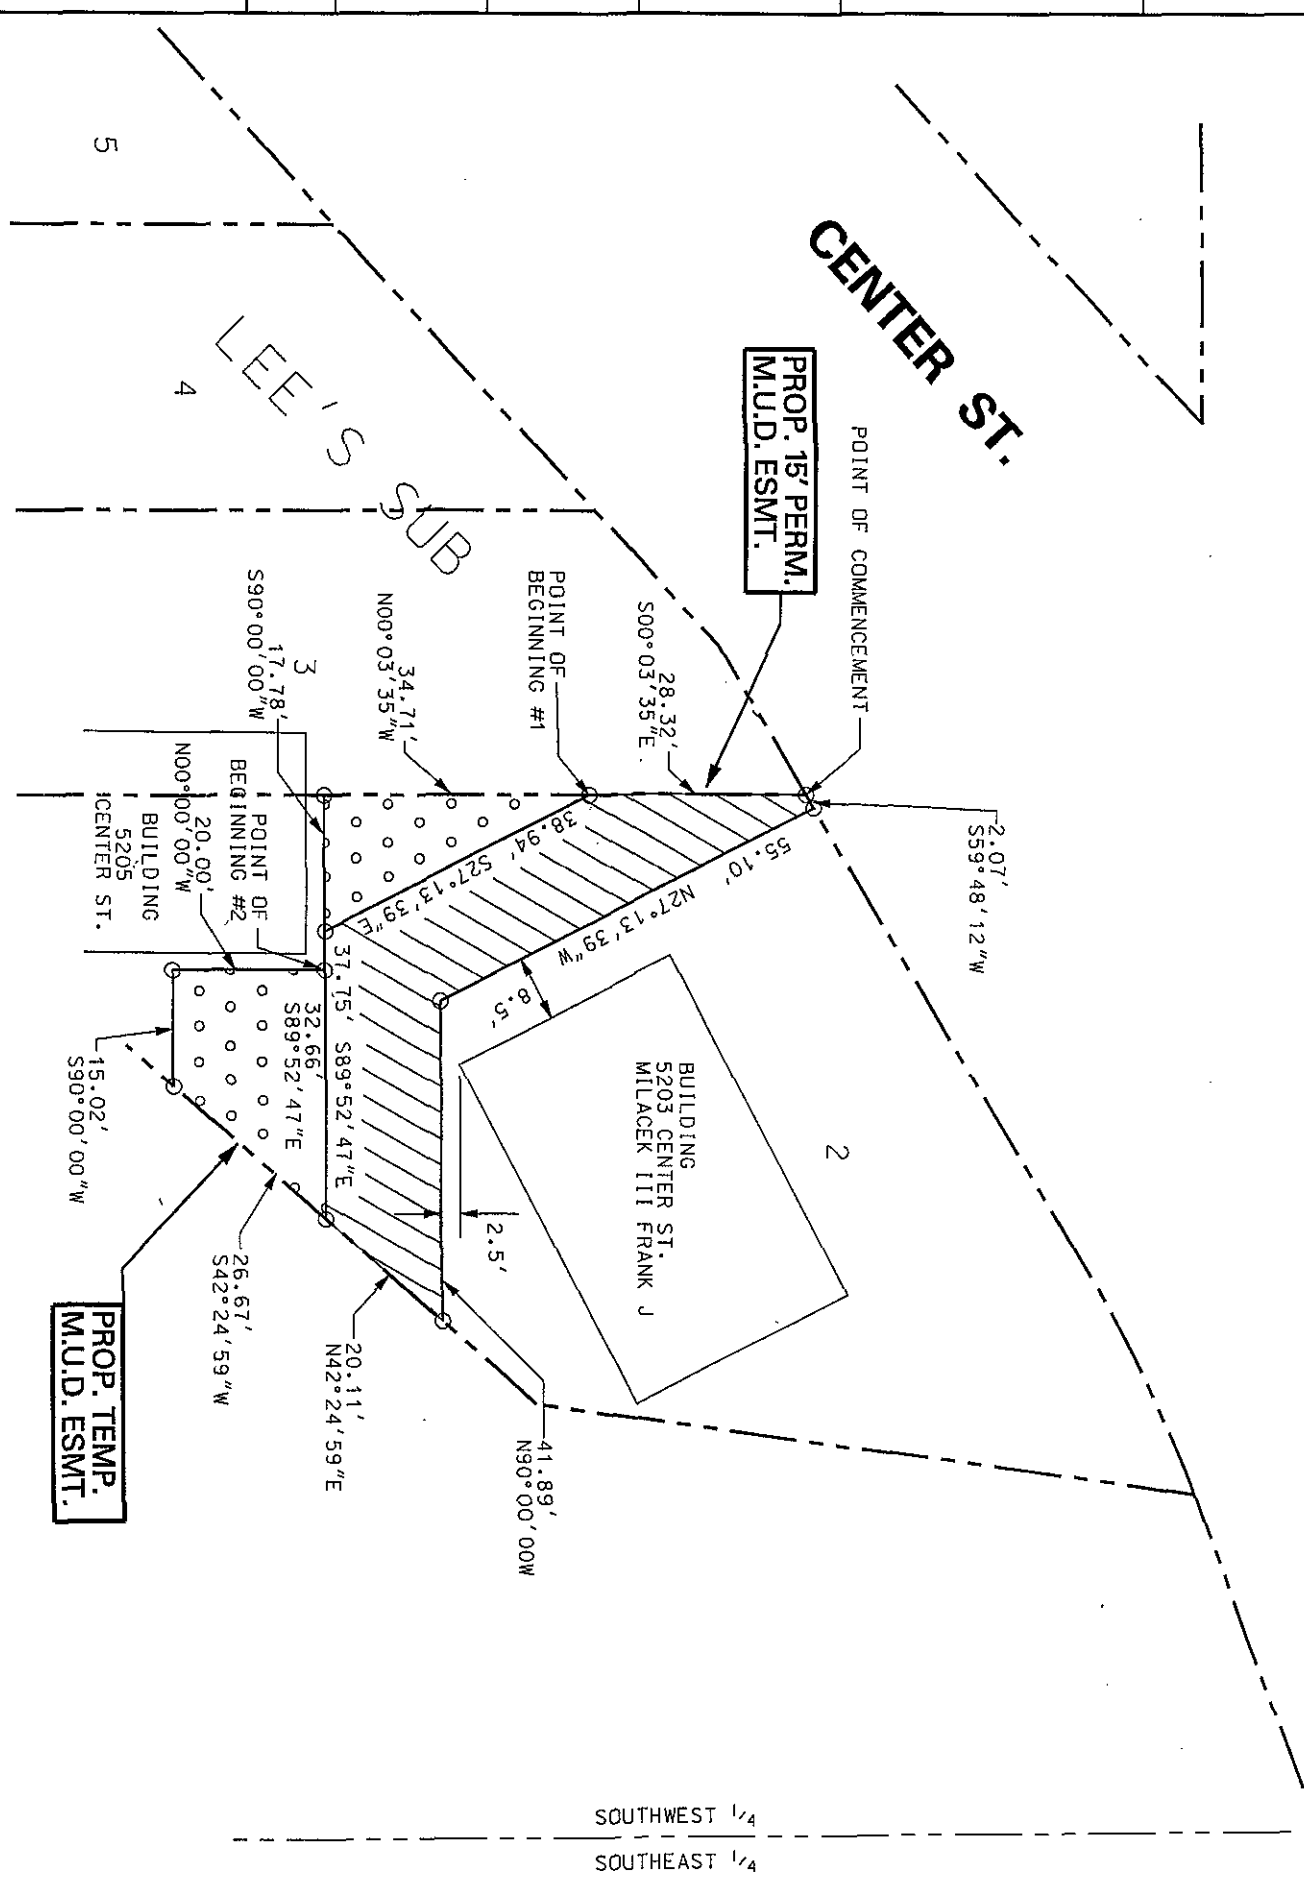 CENTER ST.
POINT OF COMMENCEMENT
PROP. 15' PERM.
M.U.D. ESMT.
2.07'
S59°48'12"W
28.32'
S00°03'35"E
POINT OF
BEGINNING #1
34.71'
N00°03'35"W
5
4
LEE'S SUB
3
17.78'
S90°00'00"W
38.94' S27°13'39"E
55.10' N27°13'39"W
8.5'
2
BUILDING
5203 CENTER ST.
MILACEK III FRANK J
2.5'
37.75' S89°52'47"E
32.66'
S89°52'47"E
POINT OF
BEGINNING #2
20.00'
N00°00'00"W
BUILDING
5205
CENTER ST.
15.02'
S90°00'00"W
26.67'
S42°24'59"W
20.11'
N42°24'59"E
41.89'
N90°00'00W
PROP. TEMP.
M.U.D. ESMT.
SOUTHWEST 1/4
SOUTHEAST 1/4